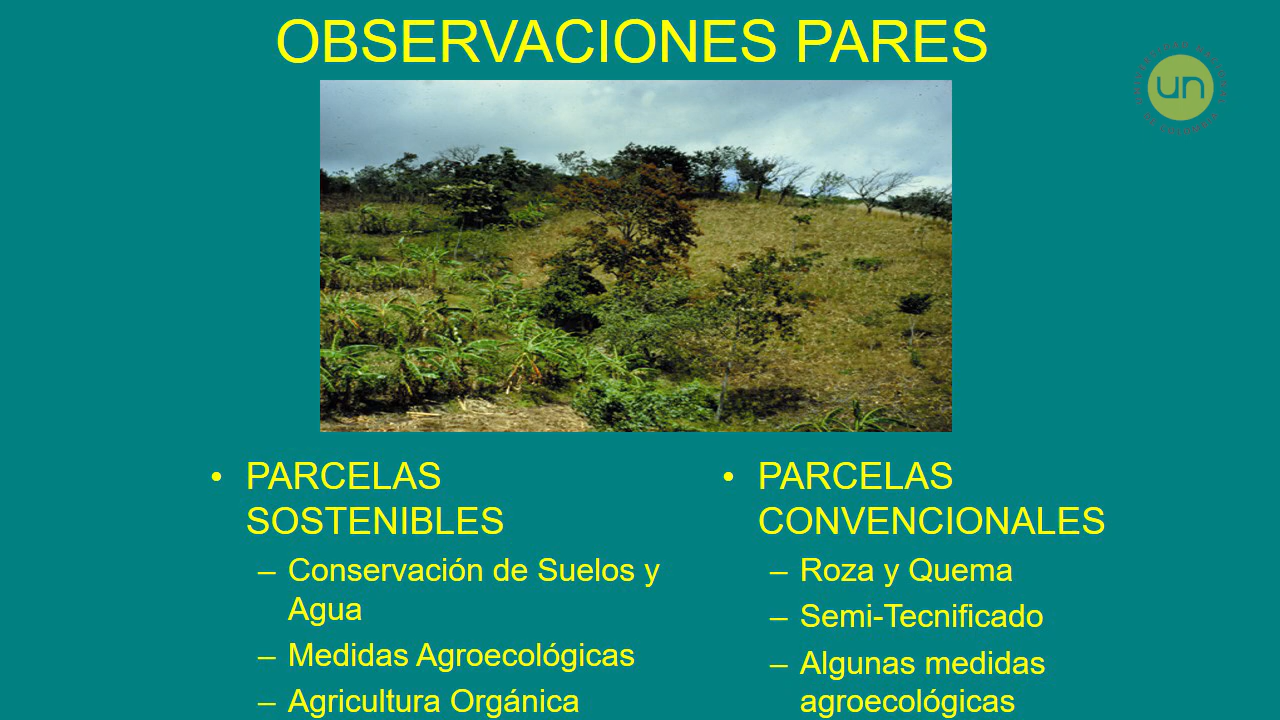 OBSERVACIONES PARES
un
• PARCELAS
SOSTENIBLES
– Conservación de Suelos y
Agua
– Medidas Agroecológicas
– Agricultura Orgánica
• PARCELAS
CONVENCIONALES
– Roza y Quema
– Semi-Tecnificado
– Algunas medidas
agroecológicas